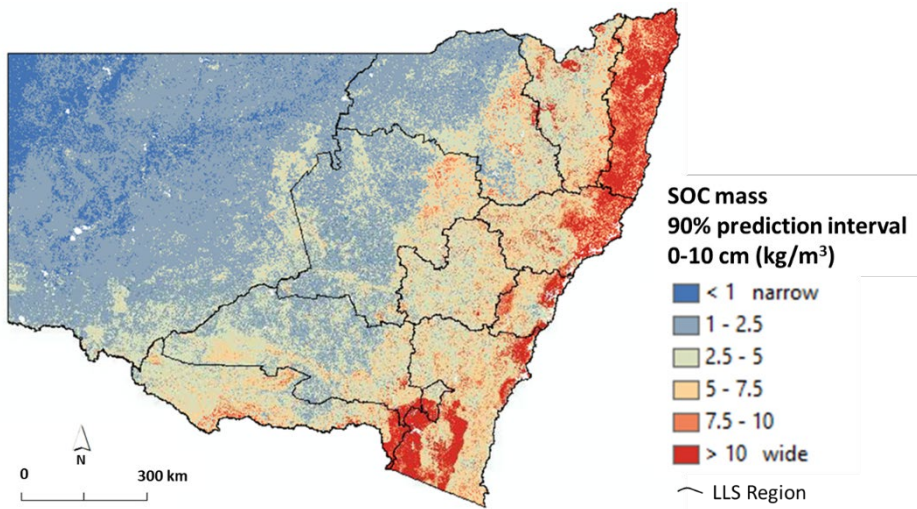 SOC mass
90% prediction interval
0-10 cm (kg/m³)
< 1 narrow
1 - 2.5
2.5 - 5
5 - 7.5
7.5 - 10
> 10 wide
LLS Region
N
0 300 km